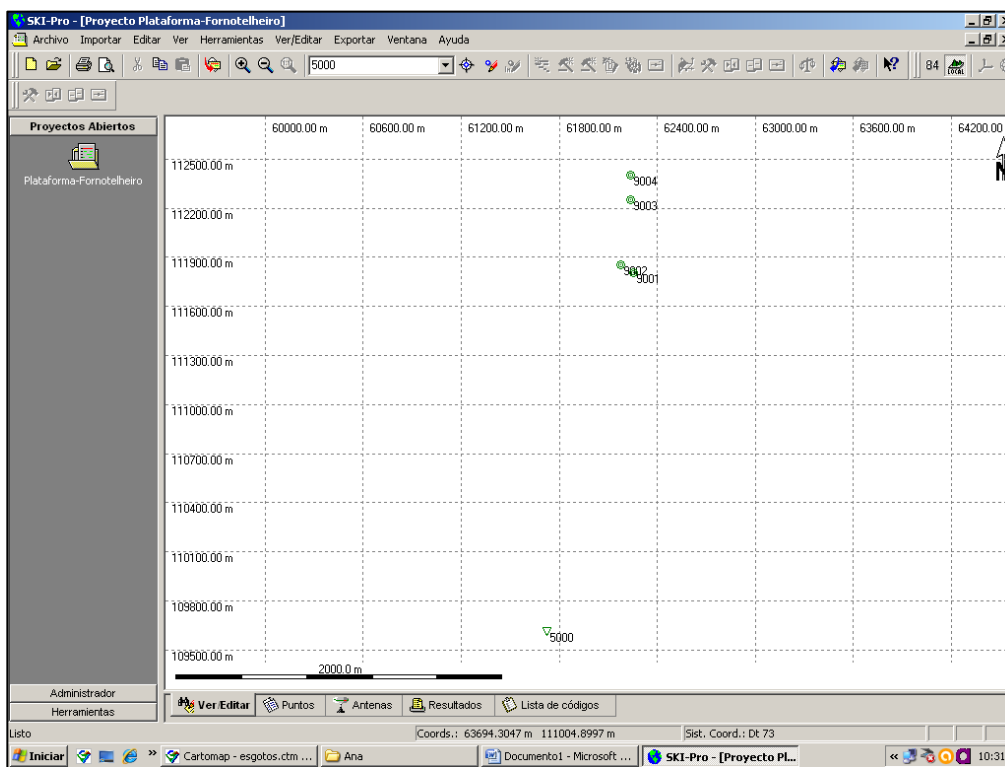 SKI-Pro - [Proyecto Plataforma-Fornotelheiro]
Archivo Importar Editar Ver Herramientas Ver/Editar Exportar Ventana Ayuda
5000
84
LOCAL
Proyectos Abiertos
Plataforma-Fornotelheiro
60000.00 m 60600.00 m 61200.00 m 61800.00 m 62400.00 m 63000.00 m 63600.00 m 64200.00
N
112500.00 m
9004
9003
112200.00 m
111900.00 m
9002
9001
111600.00 m
111300.00 m
111000.00 m
110700.00 m
110400.00 m
110100.00 m
109800.00 m
5000
109500.00 m
2000.0 m
Administrador
Herramientas
Ver/Editar Puntos Antenas Resultados Lista de códigos
Listo Coords.: 63694.3047 m 111004.8997 m Sist. Coord.: Dt 73
Iniciar » Cartomap - esgotos.ctm ... Ana Documento1 - Microsoft ... SKI-Pro - [Proyecto Pl... « 10:31